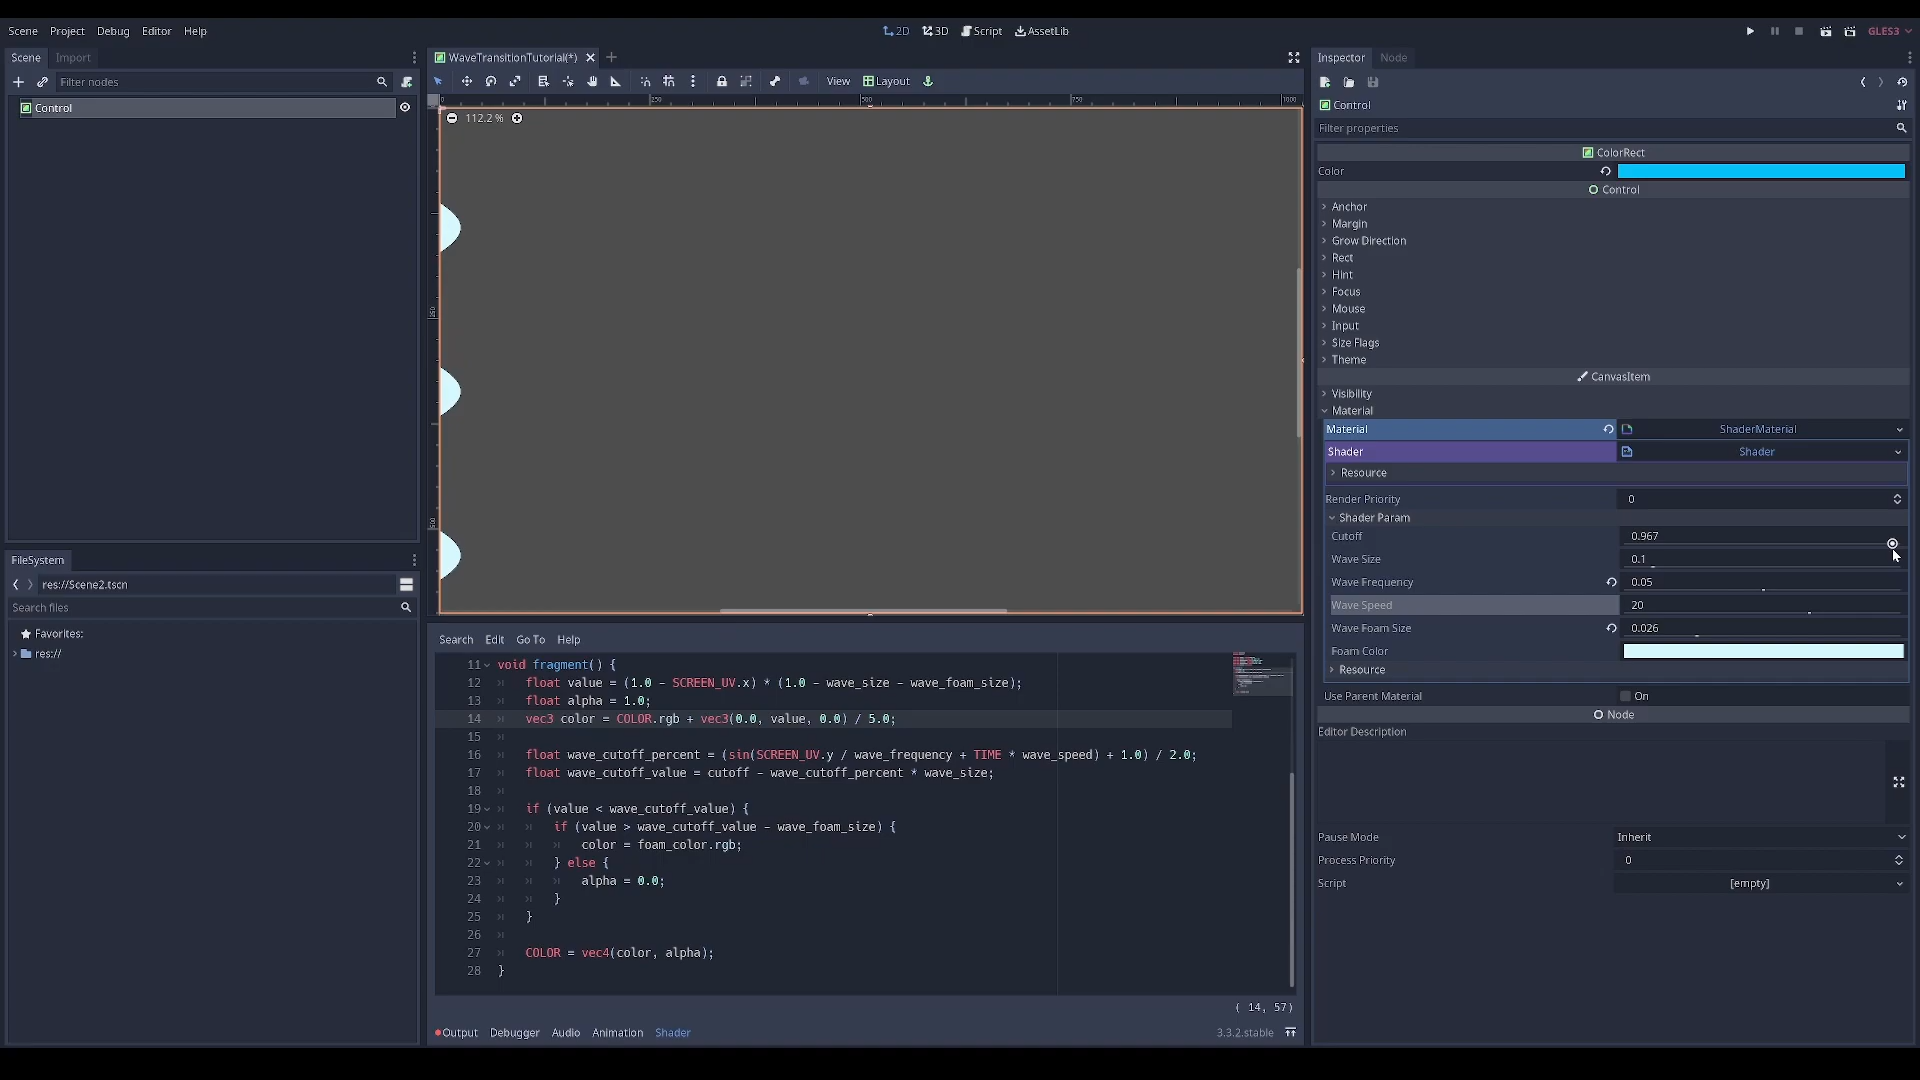 Scene Project Debug Editor Help
2D 3D Script AssetLib
GLES3
Scene Import
Filter nodes
Control
WaveTransitionTutorial(*)
View Layout
0 250 500 750 1000
112.2 %
250
500
FileSystem
res://Scene2.tscn
Search files
Favorites:
res://
Search Edit Go To Help
11 void fragment() {
12 float value = (1.0 - SCREEN_UV.x) * (1.0 - wave_size - wave_foam_size);
13 float alpha = 1.0;
14 vec3 color = COLOR.rgb + vec3(0.0, value, 0.0) / 5.0;
15
16 float wave_cutoff_percent = (sin(SCREEN_UV.y / wave_frequency + TIME * wave_speed) + 1.0) / 2.0;
17 float wave_cutoff_value = cutoff - wave_cutoff_percent * wave_size;
18
19 if (value < wave_cutoff_value) {
20 if (value > wave_cutoff_value - wave_foam_size) {
21 color = foam_color.rgb;
22 } else {
23 alpha = 0.0;
24 }
25 }
26
27 COLOR = vec4(color, alpha);
28 }
( 14, 57)
Output Debugger Audio Animation Shader
3.3.2.stable
Inspector Node
Control
Filter properties
ColorRect
Color
Control
Anchor
Margin
Grow Direction
Rect
Hint
Focus
Mouse
Input
Size Flags
Theme
CanvasItem
Visibility
Material
Material ShaderMaterial
Shader Shader
Resource
Render Priority 0
Shader Param
Cutoff 0.967
Wave Size 0.1
Wave Frequency 0.05
Wave Speed 20
Wave Foam Size 0.026
Foam Color
Resource
Use Parent Material On
Node
Editor Description
Pause Mode Inherit
Process Priority 0
Script [empty]